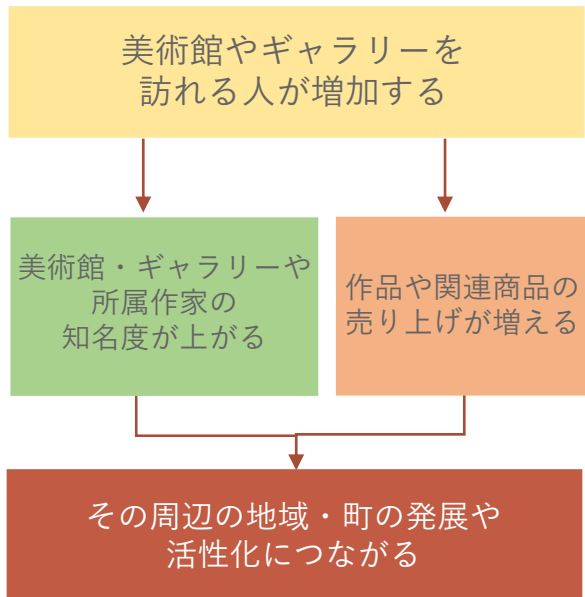 美術館やギャラリーを
訪れる人が増加する
美術館・ギャラリーや
所属作家の
知名度が上がる
作品や関連商品の
売り上げが増える
その周辺の地域・町の発展や
活性化につながる